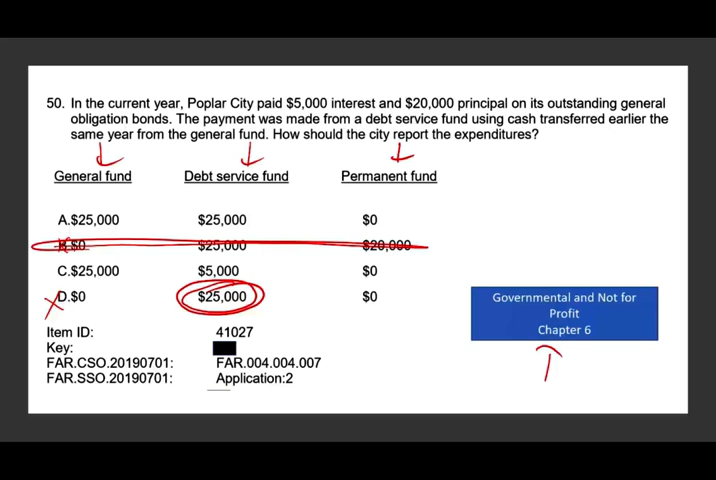 50. In the current year, Poplar City paid $5,000 interest and $20,000 principal on its outstanding general
obligation bonds. The payment was made from a debt service fund using cash transferred earlier the
same year from the general fund. How should the city report the expenditures?
General fund Debt service fund Permanent fund
A.$25,000 $25,000 $0
B.$0 $25,000 $20,000
C.$25,000 $5,000 $0
D.$0 $25,000 $0
Governmental and Not for
Profit
Chapter 6
Item ID: 41027
Key:
FAR.CSO.20190701: FAR.004.004.007
FAR.SSO.20190701: Application:2